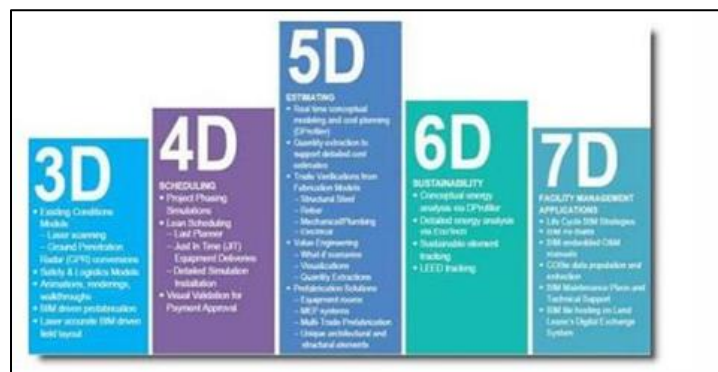 3D
• Existing Conditions
Models
– Laser scanning
– Ground Penetration
Radar (GPR) conversions
• Safety & Logistics Models
• Animations, renderings,
walkthroughs
• BIM driven prefabrication
• Laser accurate BIM driven
field layout
4D
SCHEDULING
• Project Phasing
Simulations
• Lean Scheduling
– Last Planner
– Just In Time (JIT)
Equipment Deliveries
– Detailed Simulation
Installation
• Visual Validation for
Payment Approval
5D
ESTIMATING
• Real time conceptual
modeling and cost planning
(DProfiler)
• Quantity extraction to
support detailed cost
estimates
• Trade Verifications from
Fabrication Models
– Structural Steel
– Rebar
– Mechanical/Plumbing
– Electrical
• Value Engineering
– What if scenarios
– Visualizations
– Quantity Extractions
• Prefabrication Solutions
– Equipment rooms
– MEP systems
– Multi-Trade Prefabrication
– Unique architectural and
structural elements
6D
SUSTAINABILITY
• Conceptual energy
analysis via DProfiler
• Detailed energy analysis
via EcoTech
• Sustainable element
tracking
• LEED tracking
7D
FACILITY MANAGEMENT
APPLICATIONS
• Life Cycle BIM Strategies
• BIM As-Builts
• BIM embedded O&M
manuals
• COBie data population and
extraction
• BIM Maintenance Plans and
Technical Support
• BIM file hosting on Lend
Lease's Digital Exchange
System